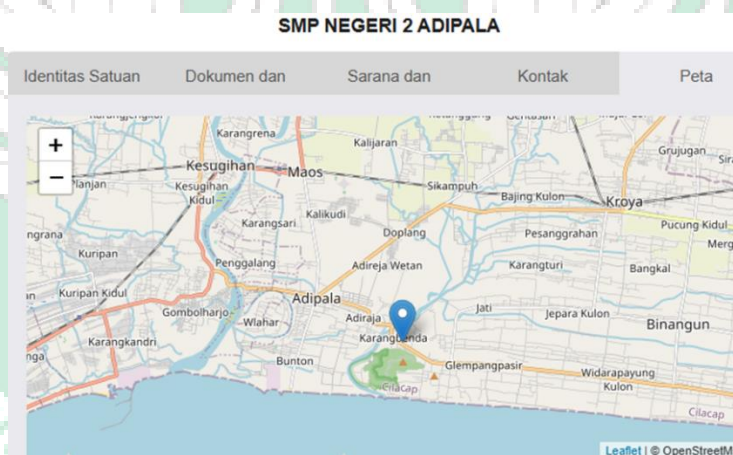 SMP NEGERI 2 ADIPALA
Identitas Satuan Dokumen dan Sarana dan Kontak Peta
+
−
Karangrena
Kalijaran
Grujugan
Kesugihan
Maos
Planjan
Kesugihan
Kidul
Sikampuh
Bajing Kulon
Kroya
Kalikudi
Karangsari
Doplang
Pesanggrahan
Pucung Kidul
Kuripan
Penggalang
Adireja Wetan
Karangturi
Bangkal
Kuripan Kidul
Adipala
Gombolharjo
Wlahar
Adiraja
Jati
Jepara Kulon
Binangun
Karangkandri
Karangbenda
Bunton
Glempangpasir
Widarapayung
Kulon
Cilacap
Cilacap
Leaflet | © OpenStreetM